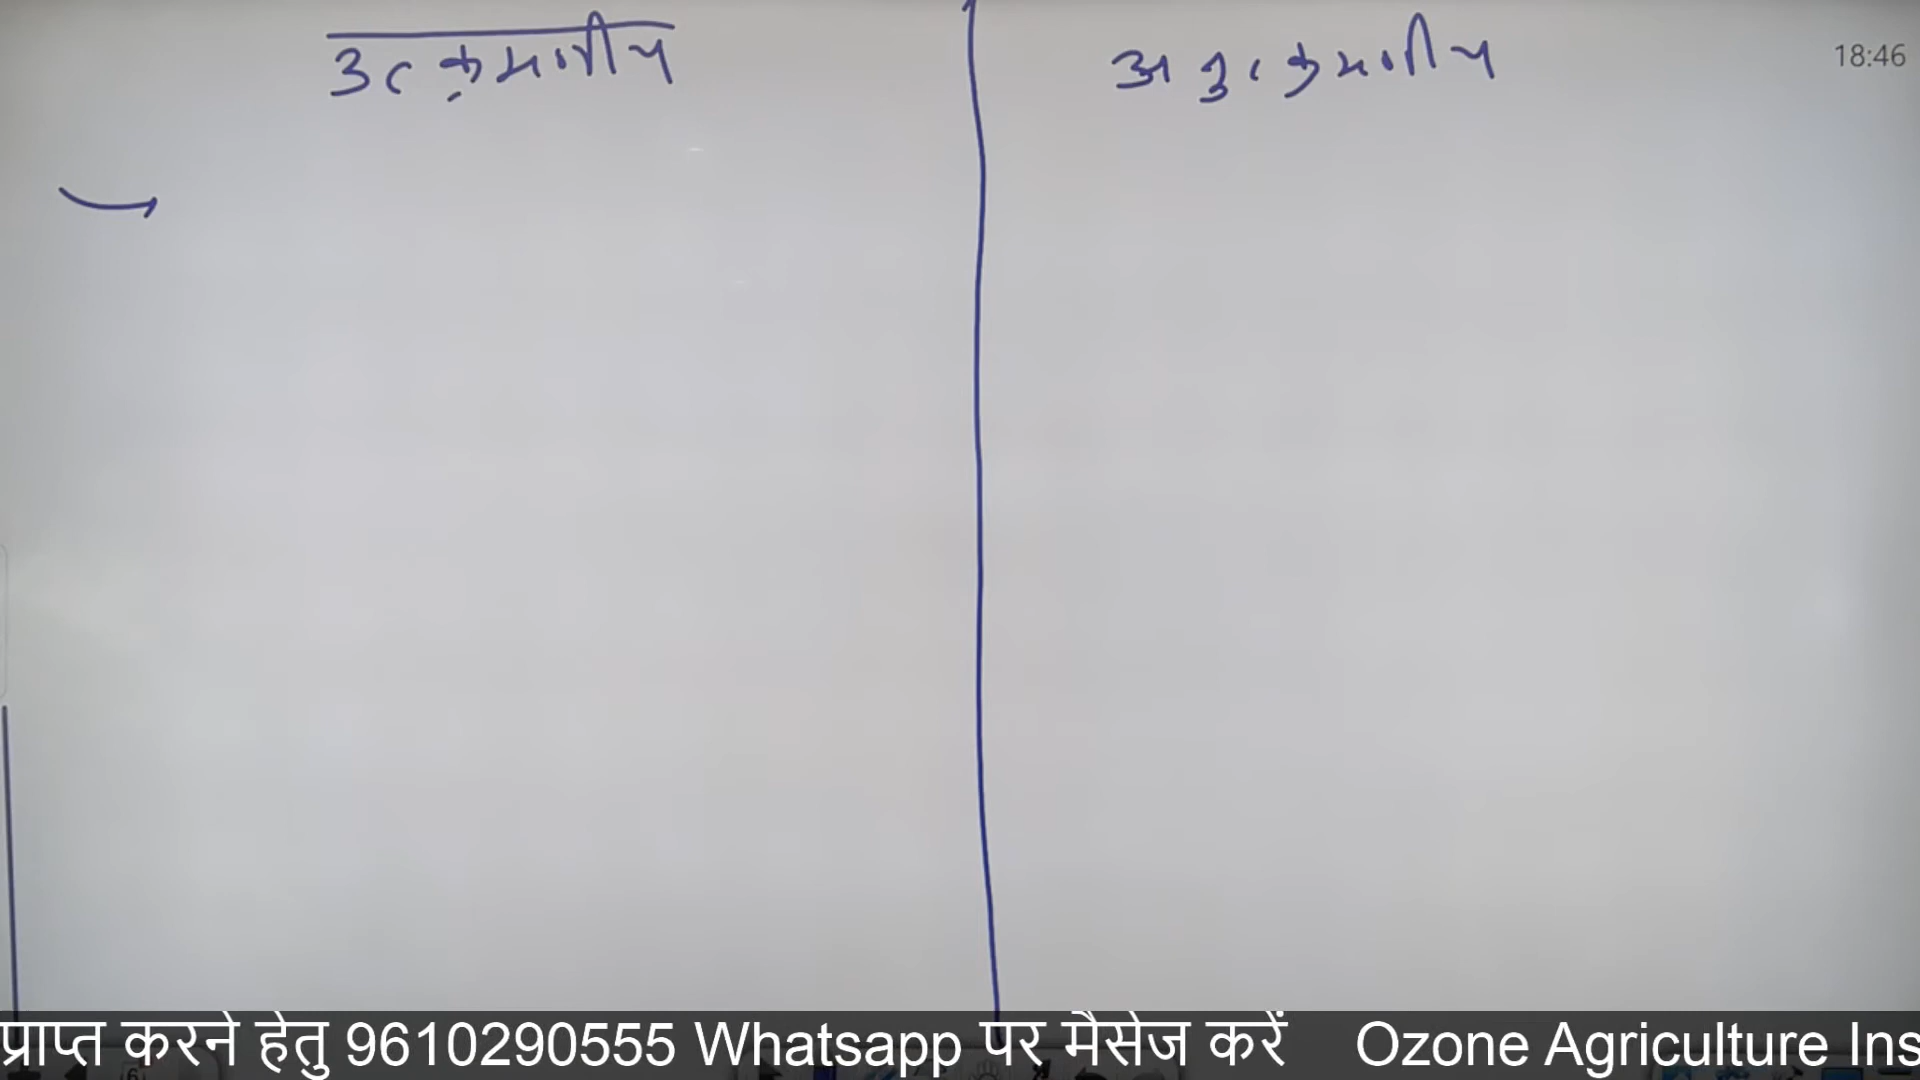 उत्क्रमणीय
अनुत्क्रमणीय
18:46
प्राप्त करने हेतु 9610290555 Whatsapp पर मैसेज करें Ozone Agriculture Ins